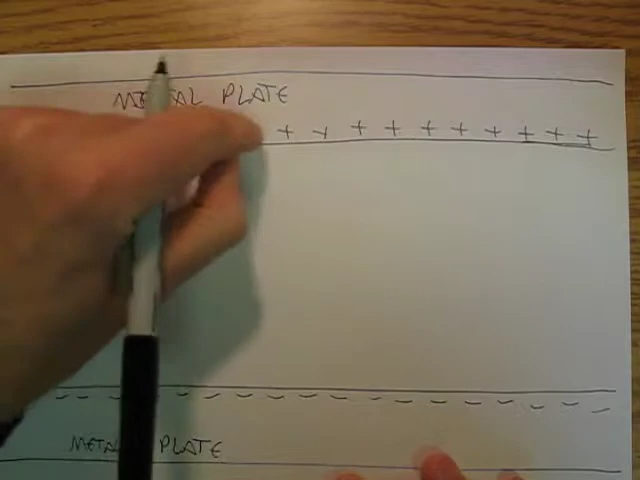 PLATE
+ + + + + + + + + +
- - - - - - - - - - - - - - - -
PLATE